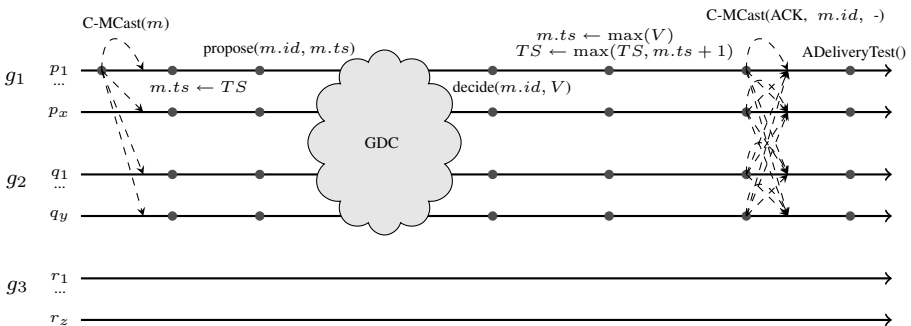 C-MCast(m)
propose(m.id, m.ts)
m.ts ← max(V)
TS ← max(TS, m.ts + 1)
C-MCast(ACK, m.id, -)
ADeliveryTest()
g1
p1
...
px
m.ts ← TS
decide(m.id, V)
GDC
g2
q1
...
qy
g3
r1
...
rz